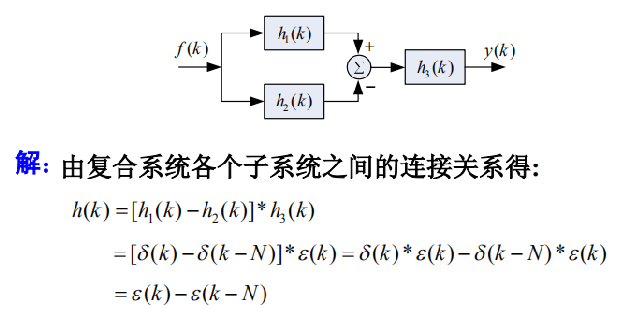 h₁(k)
f(k)
+
Σ
h₃(k)
y(k)
−
h₂(k)
解：由复合系统各个子系统之间的连接关系得：
h(k) = [h₁(k) − h₂(k)] * h₃(k)
= [δ(k) − δ(k − N)] * ε(k) = δ(k) * ε(k) − δ(k − N) * ε(k)
= ε(k) − ε(k − N)